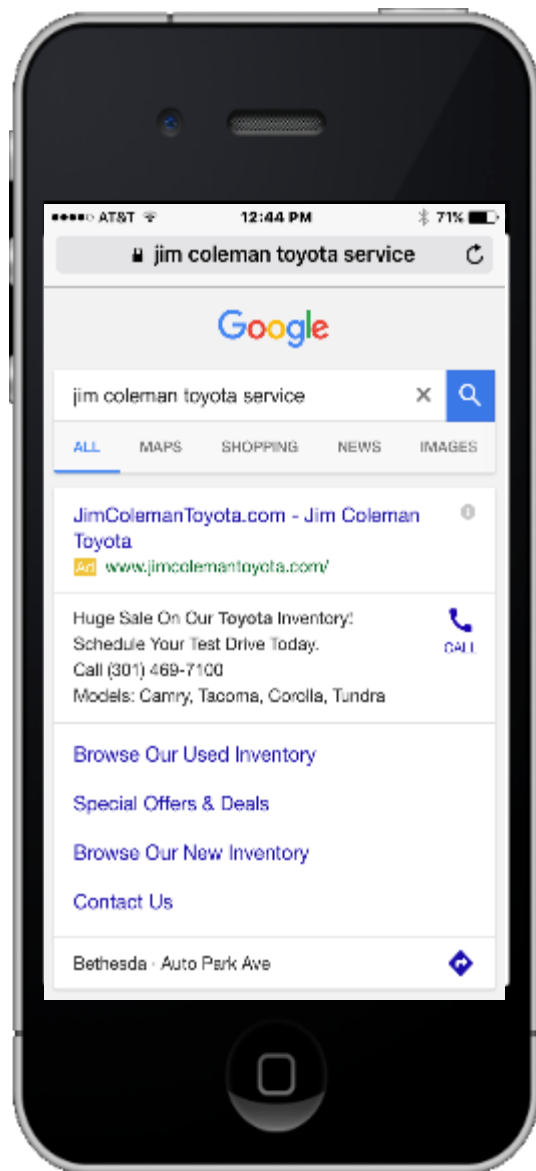 AT&T 12:44 PM 71%
jim coleman toyota service
Google
jim coleman toyota service
ALL MAPS SHOPPING NEWS IMAGES
JimColemanToyota.com - Jim Coleman
Toyota
Ad www.jimcolemantoyota.com/
Huge Sale On Our Toyota Inventory!
Schedule Your Test Drive Today.
Call (301) 469-7100
Models: Camry, Tacoma, Corolla, Tundra
CALL
Browse Our Used Inventory
Special Offers & Deals
Browse Our New Inventory
Contact Us
Bethesda · Auto Park Ave